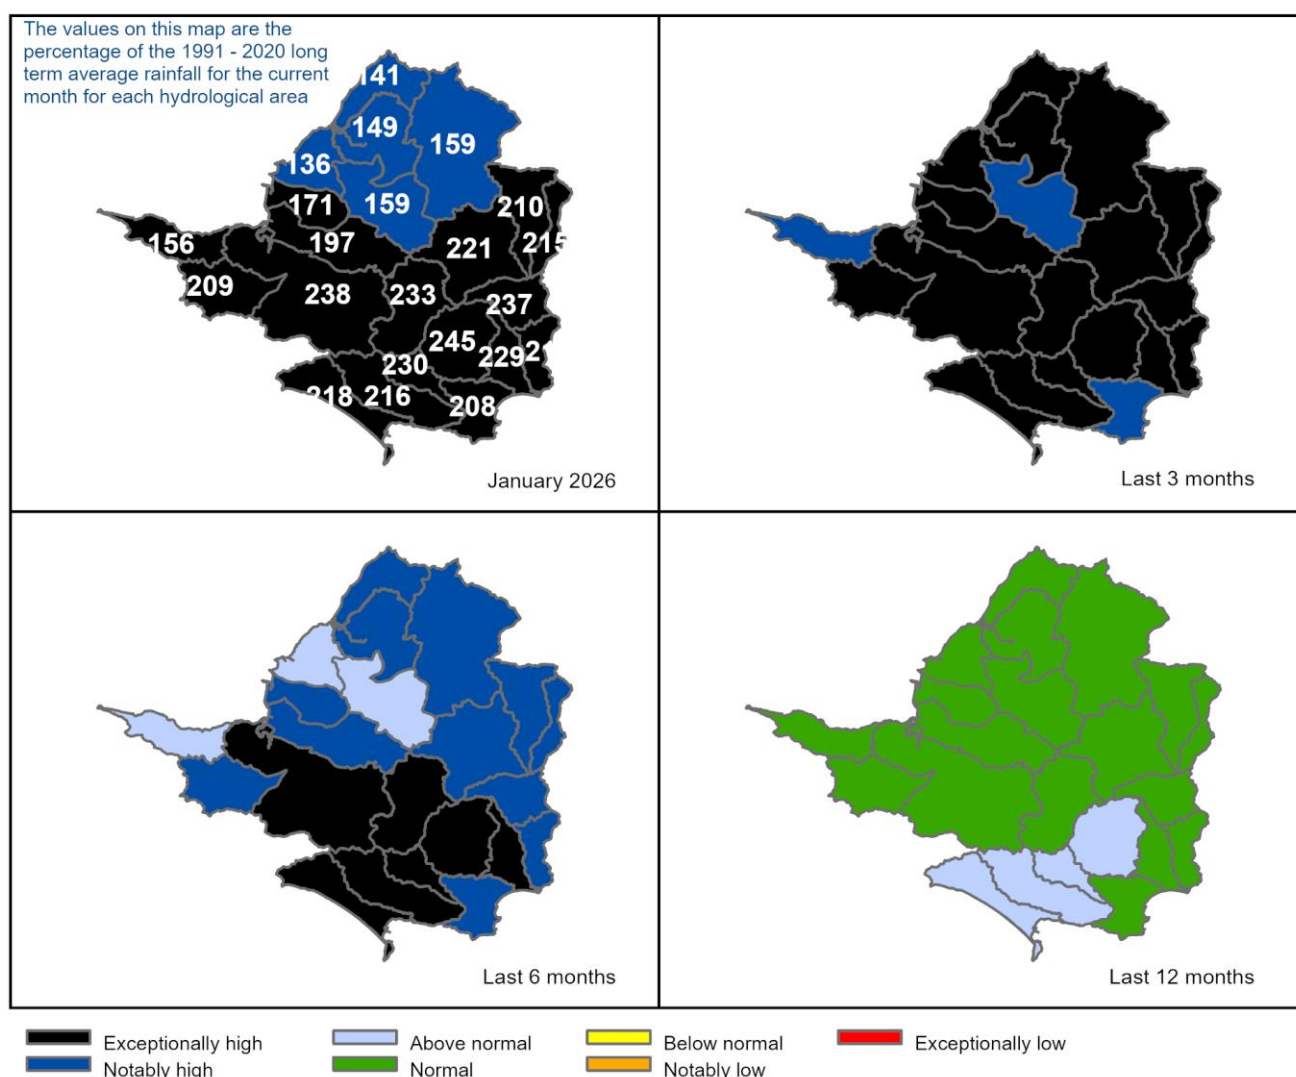 The values on this map are the
percentage of the 1991 - 2020 long
term average rainfall for the current
month for each hydrological area
141
149
159
136
171
159
210
197
221
215
156
209
238
233
237
245
229
230
218
216
208
January 2026
Last 3 months
Last 6 months
Last 12 months
Exceptionally high
Above normal
Below normal
Exceptionally low
Notably high
Normal
Notably low